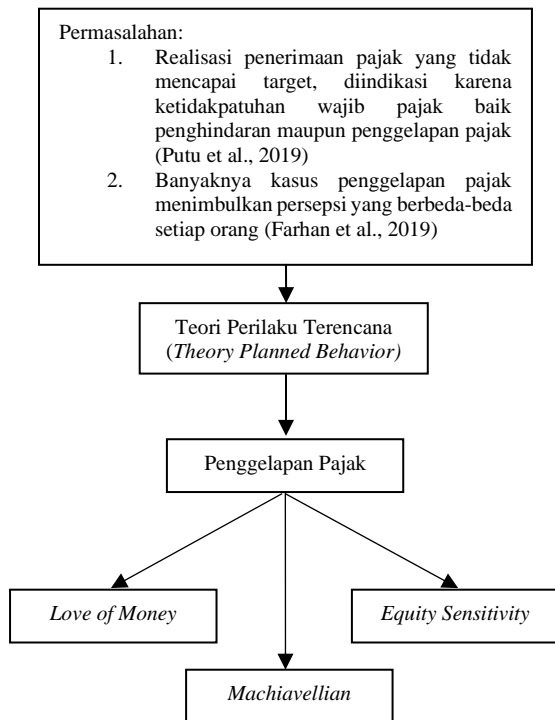 Permasalahan:
1. Realisasi penerimaan pajak yang tidak
mencapai target, diindikasi karena
ketidakpatuhan wajib pajak baik
penghindaran maupun penggelapan pajak
(Putu et al., 2019)
2. Banyaknya kasus penggelapan pajak
menimbulkan persepsi yang berbeda-beda
setiap orang (Farhan et al., 2019)
Teori Perilaku Terencana
(Theory Planned Behavior)
Penggelapan Pajak
Love of Money
Equity Sensitivity
Machiavellian